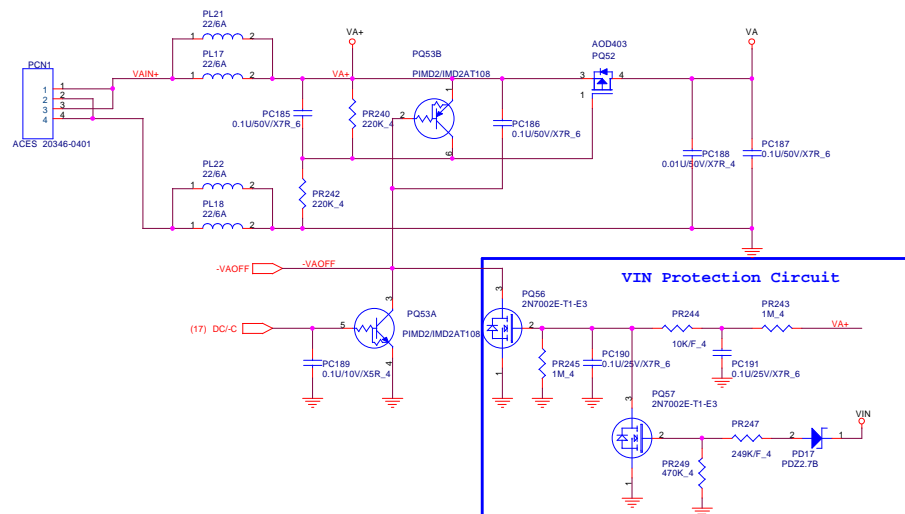 PL21
22/6A
1
2
PL17
22/6A
1
2
PCN1
1
2
3
4
1
2
3
4
ACES 20346-0401
VAIN+
VA+
VA+
PC185
0.1U/50V/X7R_6
PR240
220K_4
PQ53B
PIMD2/IMD2AT108
1
2
6
PC186
0.1U/50V/X7R_6
AOD403
PQ52
3
4
1
VA
PC188
0.01U/50V/X7R_4
PC187
0.1U/50V/X7R_6
PL22
22/6A
1
2
PL18
22/6A
1
2
PR242
220K_4
-VAOFF
-VAOFF
(17) DC/-C
PC189
0.1U/10V/X5R_4
5
3
4
PQ53A
PIMD2/IMD2AT108
VIN Protection Circuit
PQ56
2N7002E-T1-E3
3
2
1
PR245
1M_4
PC190
0.1U/25V/X7R_6
PR244
10K/F_4
PC191
0.1U/25V/X7R_6
PR243
1M_4
VA+
PQ57
2N7002E-T1-E3
3
2
1
PR249
470K_4
PR247
249K/F_4
2
1
PD17
PDZ2.7B
VIN